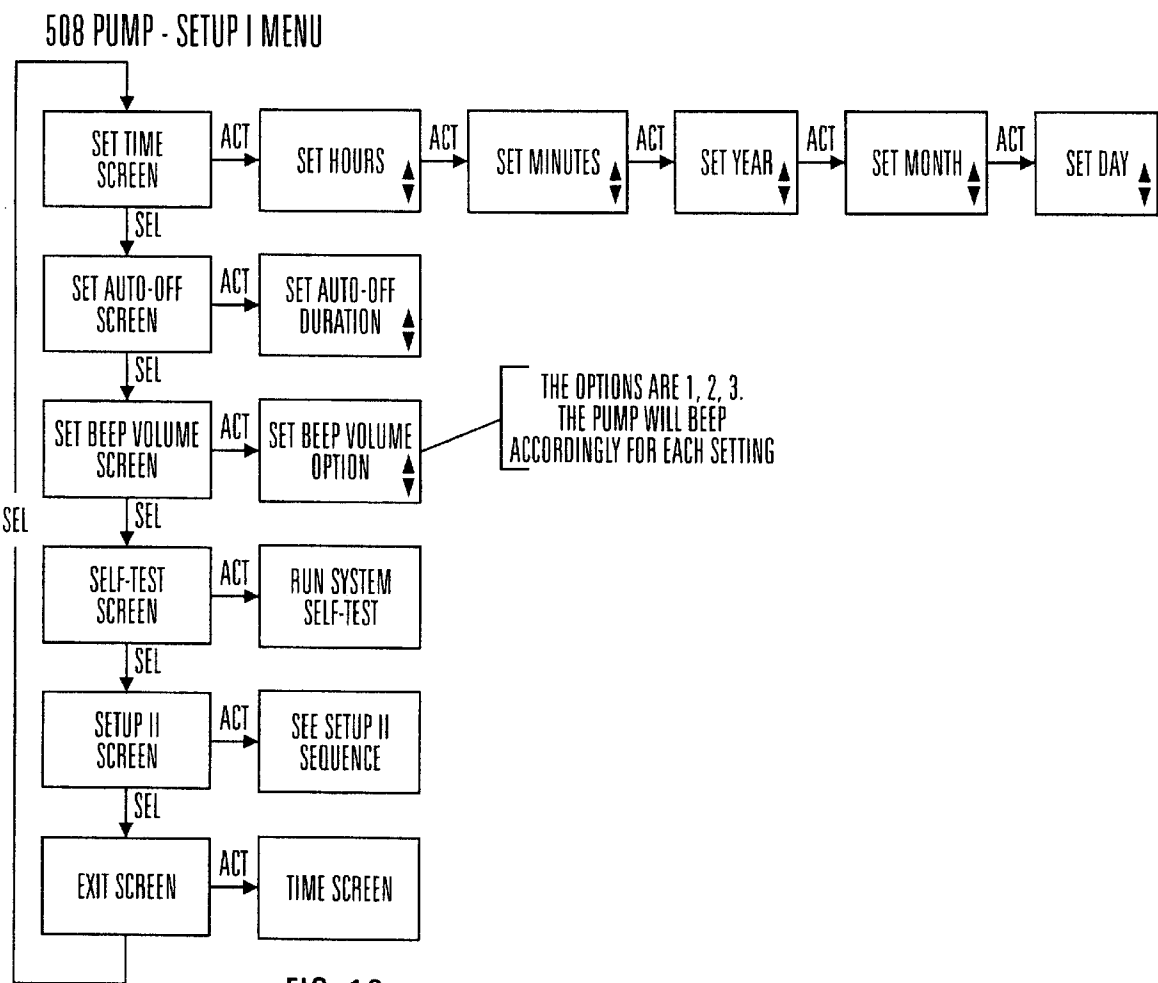 508 PUMP - SETUP I MENU
SET TIME
SCREEN
ACT
SET HOURS
ACT
SET MINUTES
ACT
SET YEAR
ACT
SET MONTH
ACT
SET DAY
SEL
SET AUTO-OFF
SCREEN
ACT
SET AUTO-OFF
DURATION
SEL
SET BEEP VOLUME
SCREEN
ACT
SET BEEP VOLUME
OPTION
THE OPTIONS ARE 1, 2, 3.
THE PUMP WILL BEEP
ACCORDINGLY FOR EACH SETTING
SEL
SEL
SELF-TEST
SCREEN
ACT
RUN SYSTEM
SELF-TEST
SEL
SETUP II
SCREEN
ACT
SEE SETUP II
SEQUENCE
SEL
EXIT SCREEN
ACT
TIME SCREEN